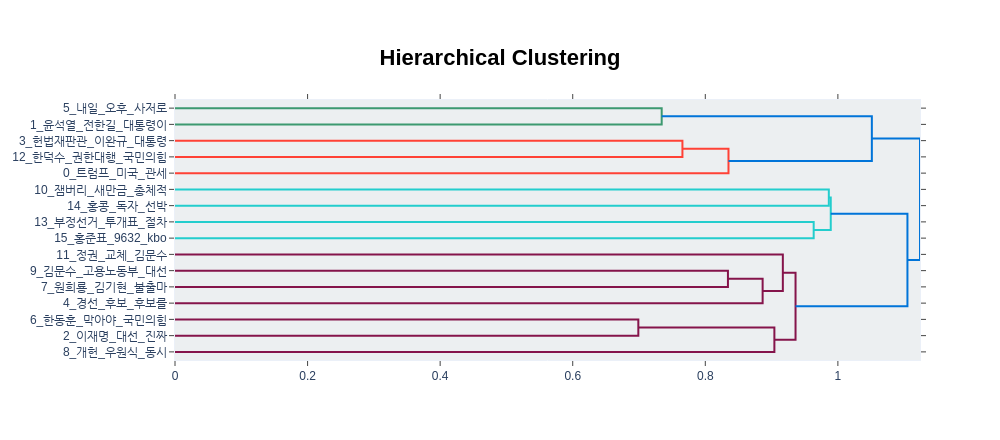 Hierarchical Clustering
5_내일_오후_사저로
1_윤석열_전한길_대통령이
3_헌법재판관_이완규_대통령
12_한덕수_권한대행_국민의힘
0_트럼프_미국_관세
10_잼버리_새만금_총체적
14_홍콩_독자_선박
13_부정선거_투개표_절차
15_홍준표_9632_kbo
11_정권_교체_김문수
9_김문수_고용노동부_대선
7_원희룡_김기현_불출마
4_경선_후보_후보를
6_한동훈_막아야_국민의힘
2_이재명_대선_진짜
8_개헌_우원식_동시
0 0.2 0.4 0.6 0.8 1